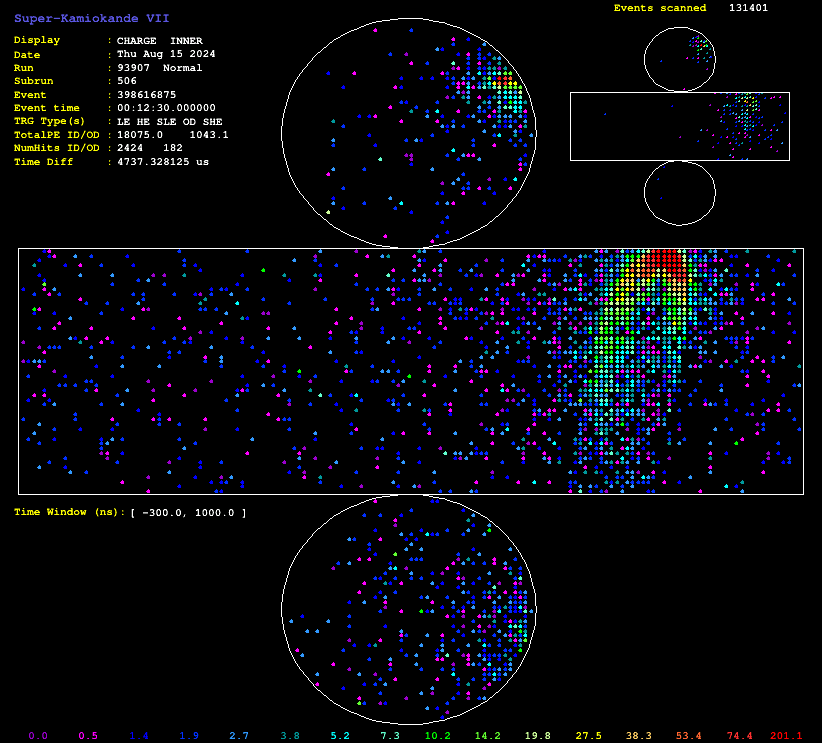 Super-Kamiokande VII
Events scanned 131401
Display : CHARGE INNER
Date : Thu Aug 15 2024
Run : 93907 Normal
Subrun : 506
Event : 398616875
Event time : 00:12:30.000000
TRG Type(s) : LE HE SLE OD SHE
TotalPE ID/OD : 18075.0 1043.1
NumHits ID/OD : 2424 182
Time Diff : 4737.328125 us
Time Window (ns): [ -300.0, 1000.0 ]
0.0 0.5 1.4 1.9 2.7 3.8 5.2 7.3 10.2 14.2 19.8 27.5 38.3 53.4 74.4 201.1